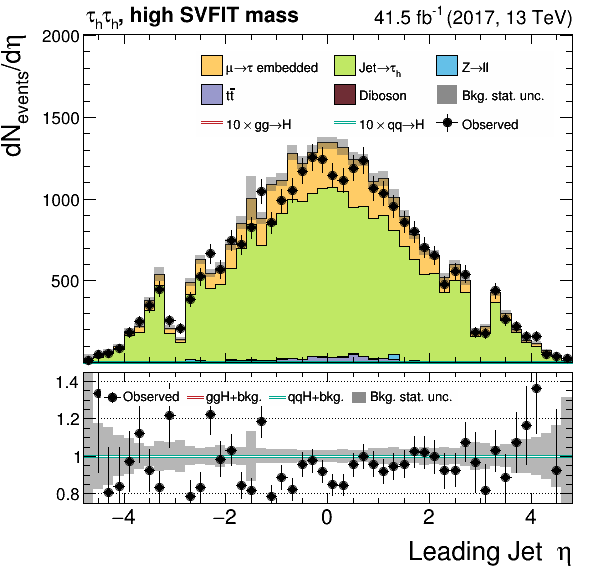 τhτh, high SVFIT mass 41.5 fb-1 (2017, 13 TeV)
dNevents/dη
2000
1500
1000
500
μ→τ embedded Jet→τh Z→ll
tt̄ Diboson Bkg. stat. unc.
10 × gg→H 10 × qq→H Observed
1.4
1.2
1
0.8
Observed ggH+bkg. qqH+bkg. Bkg. stat. unc.
−4 −2 0 2 4
Leading Jet η